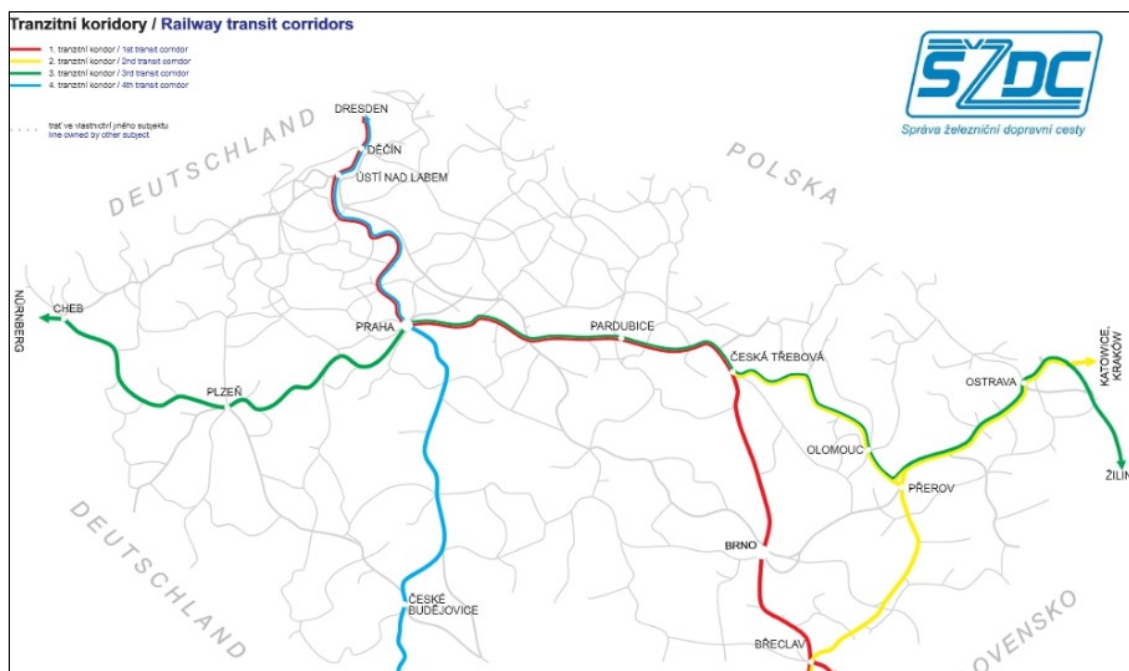 Tranzitní koridory / Railway transit corridors
1. tranzitní koridor / 1st transit corridor
2. tranzitní koridor / 2nd transit corridor
3. tranzitní koridor / 3rd transit corridor
4. tranzitní koridor / 4th transit corridor
trať ve vlastnictví jiného subjektu
line owned by other subject
SŽDC
Správa železniční dopravní cesty
DEUTSCHLAND
POLSKA
DRESDEN
DĚČÍN
ÚSTÍ NAD LABEM
NÜRNBERG
CHEB
PRAHA
PARDUBICE
ČESKÁ TŘEBOVÁ
KATOWICE,
KRAKÓW
OSTRAVA
PLZEŇ
OLOMOUC
PŘEROV
ŽILIN
DEUTSCHLAND
BRNO
ČESKÉ
BUDĚJOVICE
BŘECLAV
OVENSKO